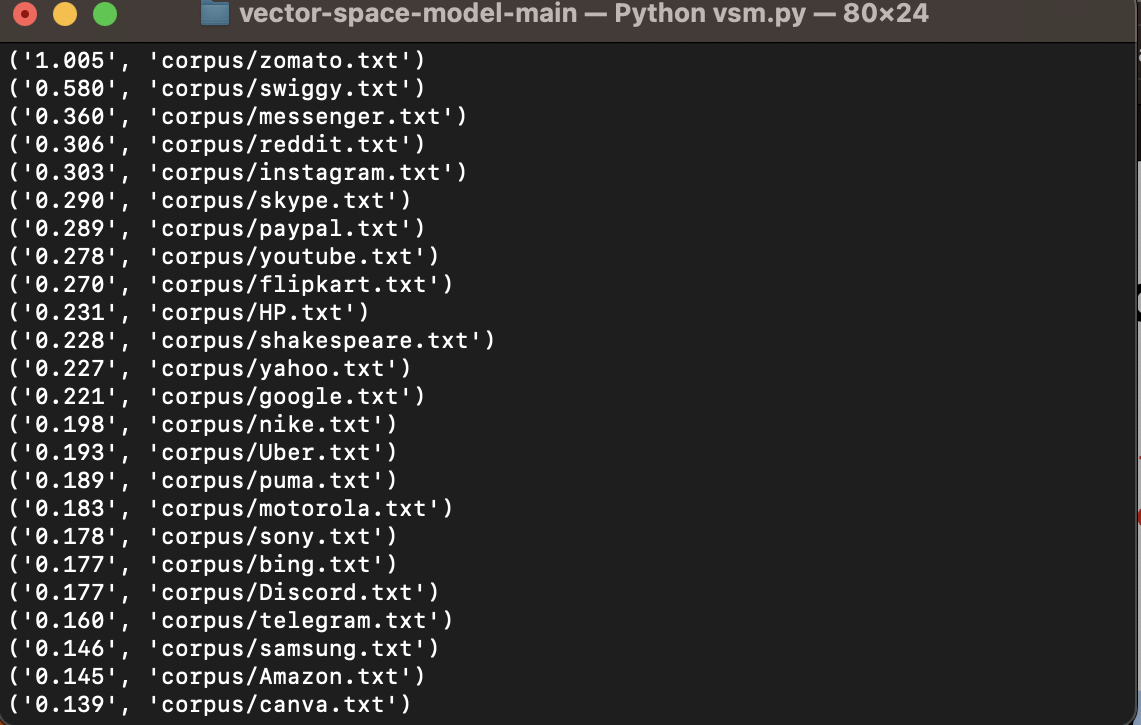 vector-space-model-main — Python vsm.py — 80×24
('1.005', 'corpus/zomato.txt')
('0.580', 'corpus/swiggy.txt')
('0.360', 'corpus/messenger.txt')
('0.306', 'corpus/reddit.txt')
('0.303', 'corpus/instagram.txt')
('0.290', 'corpus/skype.txt')
('0.289', 'corpus/paypal.txt')
('0.278', 'corpus/youtube.txt')
('0.270', 'corpus/flipkart.txt')
('0.231', 'corpus/HP.txt')
('0.228', 'corpus/shakespeare.txt')
('0.227', 'corpus/yahoo.txt')
('0.221', 'corpus/google.txt')
('0.198', 'corpus/nike.txt')
('0.193', 'corpus/Uber.txt')
('0.189', 'corpus/puma.txt')
('0.183', 'corpus/motorola.txt')
('0.178', 'corpus/sony.txt')
('0.177', 'corpus/bing.txt')
('0.177', 'corpus/Discord.txt')
('0.160', 'corpus/telegram.txt')
('0.146', 'corpus/samsung.txt')
('0.145', 'corpus/Amazon.txt')
('0.139', 'corpus/canva.txt')